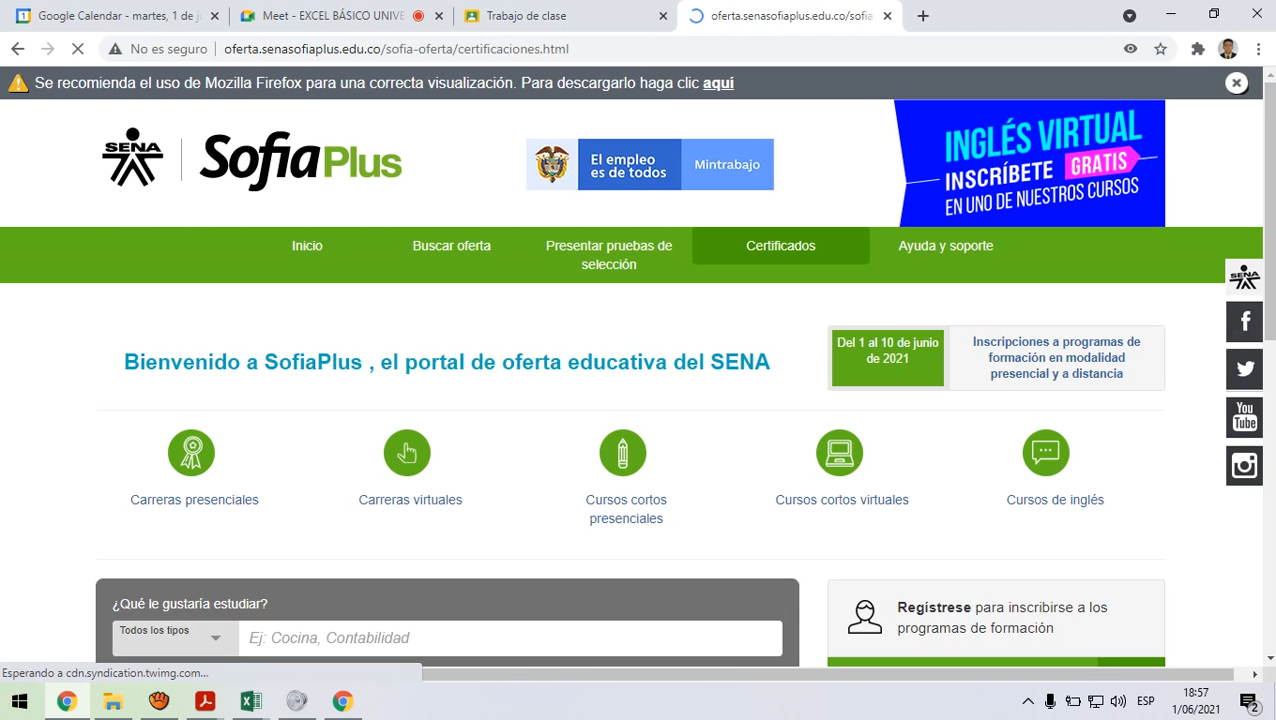 Google Calendar - martes, 1 de ju
Meet - EXCEL BÁSICO UNIVE
Trabajo de clase
oferta.senasofiaplus.edu.co/sofia
No es seguro
oferta.senasofiaplus.edu.co/sofia-oferta/certificaciones.html
Se recomienda el uso de Mozilla Firefox para una correcta visualización. Para descargarlo haga clic aquí
SENA
SofiaPlus
El empleo
es de todos
Mintrabajo
INGLÉS VIRTUAL
INSCRÍBETE GRATIS
EN UNO DE NUESTROS CURSOS
Inicio
Buscar oferta
Presentar pruebas de
selección
Certificados
Ayuda y soporte
SENA
Bienvenido a SofiaPlus , el portal de oferta educativa del SENA
Del 1 al 10 de junio
de 2021
Inscripciones a programas de
formación en modalidad
presencial y a distancia
You
Tube
Carreras presenciales
Carreras virtuales
Cursos cortos
presenciales
Cursos cortos virtuales
Cursos de inglés
¿Qué le gustaría estudiar?
Todos los tipos
Ej: Cocina, Contabilidad
Regístrese para inscribirse a los
programas de formación
Esperando a cdn.syndication.twimg.com...
ESP
18:57
1/06/2021
2